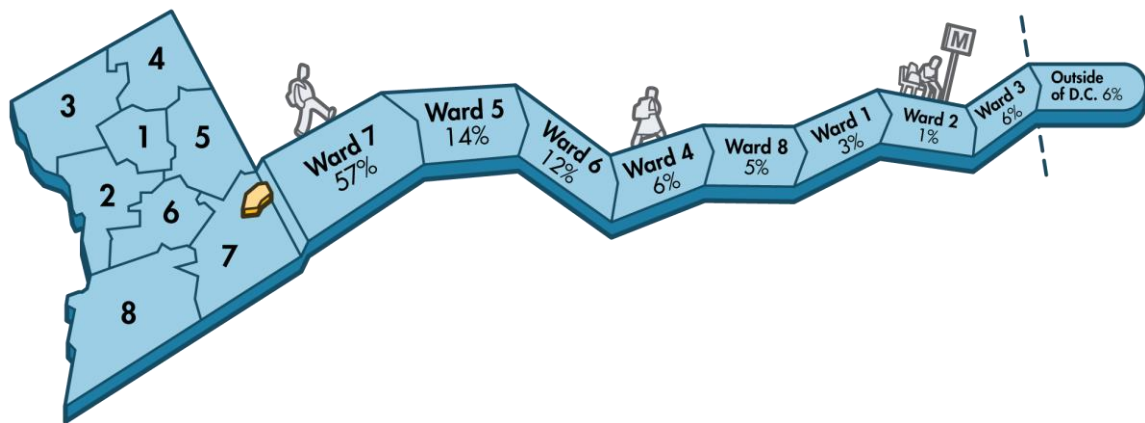 4
3
1
5
2
6
7
8
Ward 7
57%
Ward 5
14%
Ward 6
12%
Ward 4
6%
Ward 8
5%
Ward 1
3%
M
Ward 2
1%
Ward 3
6%
Outside
of D.C. 6%